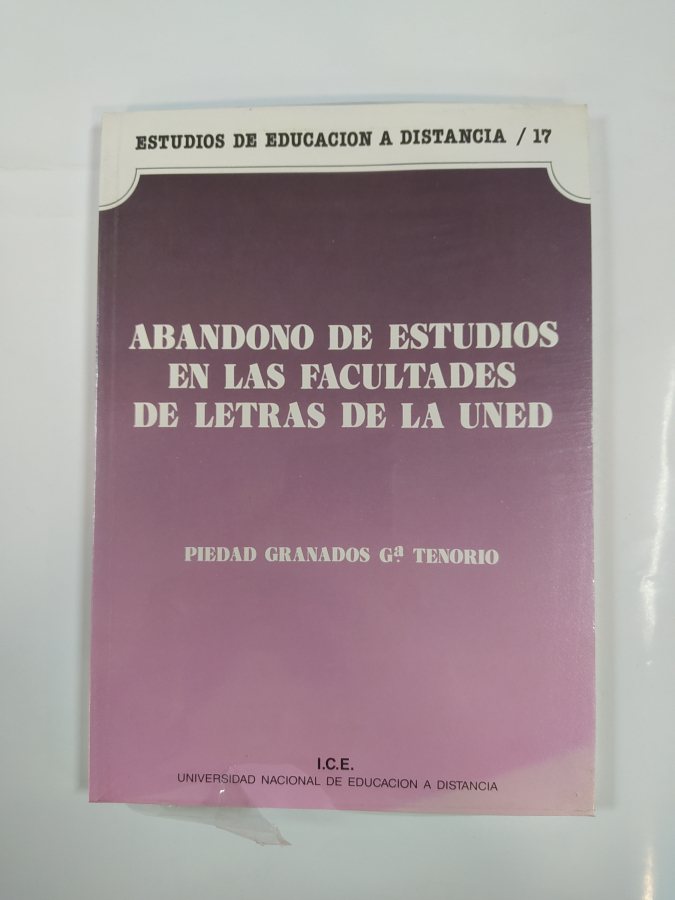 ESTUDIOS DE EDUCACION A DISTANCIA / 17
ABANDONO DE ESTUDIOS
EN LAS FACULTADES
DE LETRAS DE LA UNED
PIEDAD GRANADOS G.ª TENORIO
I.C.E.
UNIVERSIDAD NACIONAL DE EDUCACION A DISTANCIA